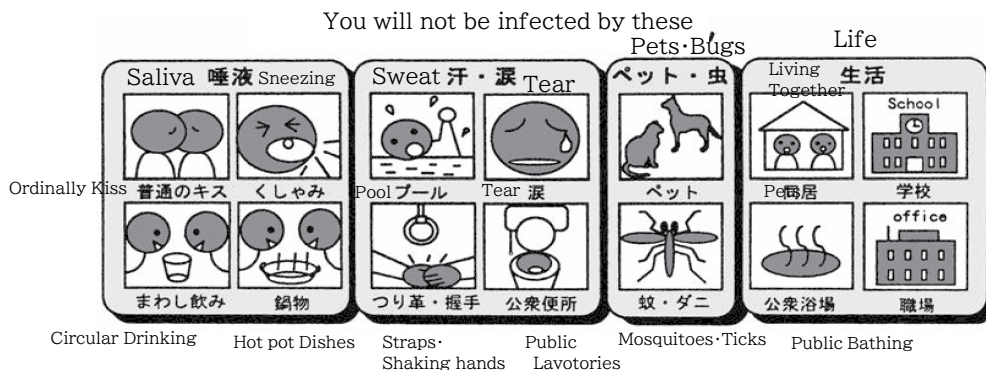 You will not be infected by these
Saliva 唾液 Sneezing
Sweat 汗・涙 Tear
Pets・Bugs
ペット・虫
Life
Living Together 生活
School
Ordinally Kiss 普通のキス
くしゃみ
Pool プール
Tear 涙
ペット
Pets 同居
学校
office
まわし飲み
鍋物
つり革・握手
公衆便所
蚊・ダニ
公衆浴場
職場
Circular Drinking
Hot pot Dishes
Straps・
Shaking hands
Public
Lavotories
Mosquitoes・Ticks
Public Bathing